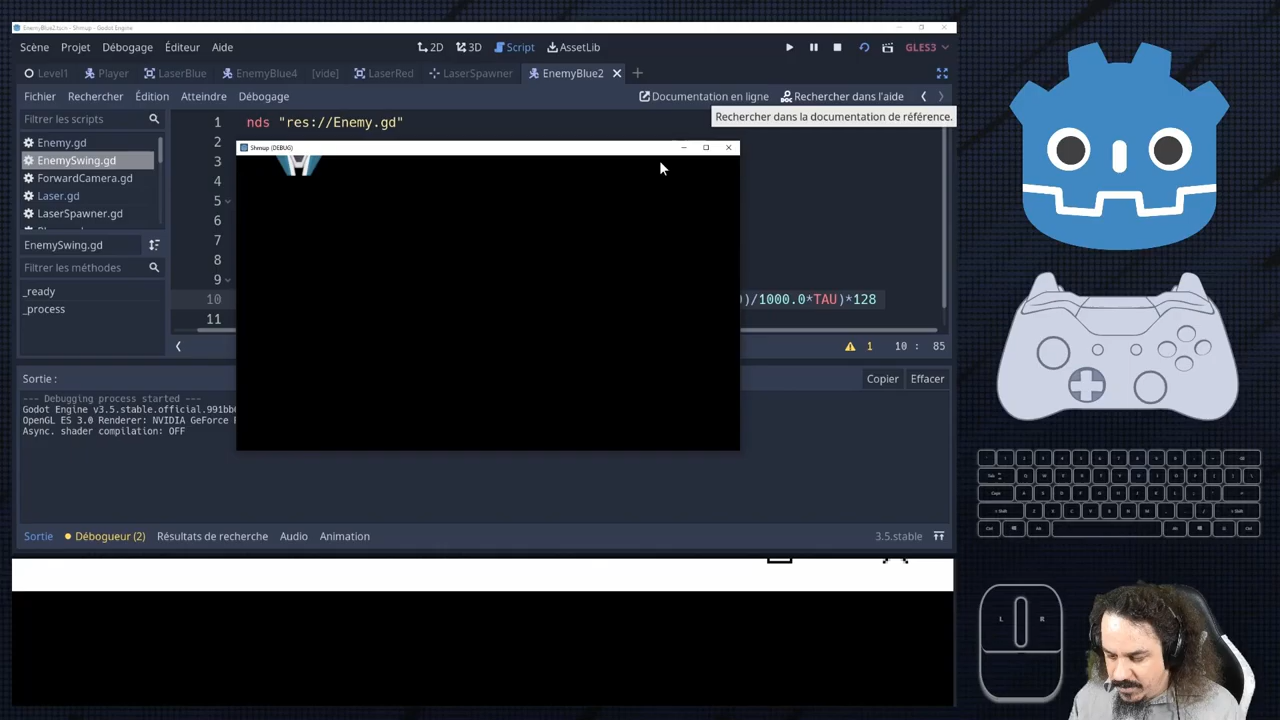 EnemyBlue2.tscn - Shmup - Godot Engine
Scène Projet Débogage Éditeur Aide
2D 3D Script AssetLib
GLES3
Level1 Player LaserBlue EnemyBlue4 [vide] LaserRed LaserSpawner EnemyBlue2
Fichier Rechercher Édition Atteindre Débogage
Documentation en ligne Rechercher dans l'aide
Rechercher dans la documentation de référence.
Filtrer les scripts
Enemy.gd
EnemySwing.gd
ForwardCamera.gd
Laser.gd
LaserSpawner.gd
EnemySwing.gd
Filtrer les méthodes
_ready
_process
1 nds "res://Enemy.gd"
2
3
4
5
6
7
8
9
10 )/1000.0*TAU)*128
11
Shmup (DEBUG)
1 10 : 85
Sortie :
Copier Effacer
--- Debugging process started ---
Godot Engine v3.5.stable.official.991bb
OpenGL ES 3.0 Renderer: NVIDIA GeForce
Async. shader compilation: OFF
Sortie Débogueur (2) Résultats de recherche Audio Animation
3.5.stable
L R